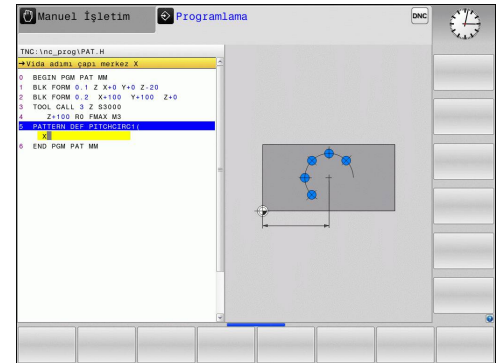 Manuel İşletim
Programlama
DNC
TNC:\nc_prog\PAT.H
→Vida adımı çapı merkez X
0 BEGIN PGM PAT MM
1 BLK FORM 0.1 Z X+0 Y+0 Z-20
2 BLK FORM 0.2 X+100 Y+100 Z+0
3 TOOL CALL 3 Z S3000
4 Z+100 R0 FMAX M3
5 PATTERN DEF PITCHCIRC1(
X
6 END PGM PAT MM